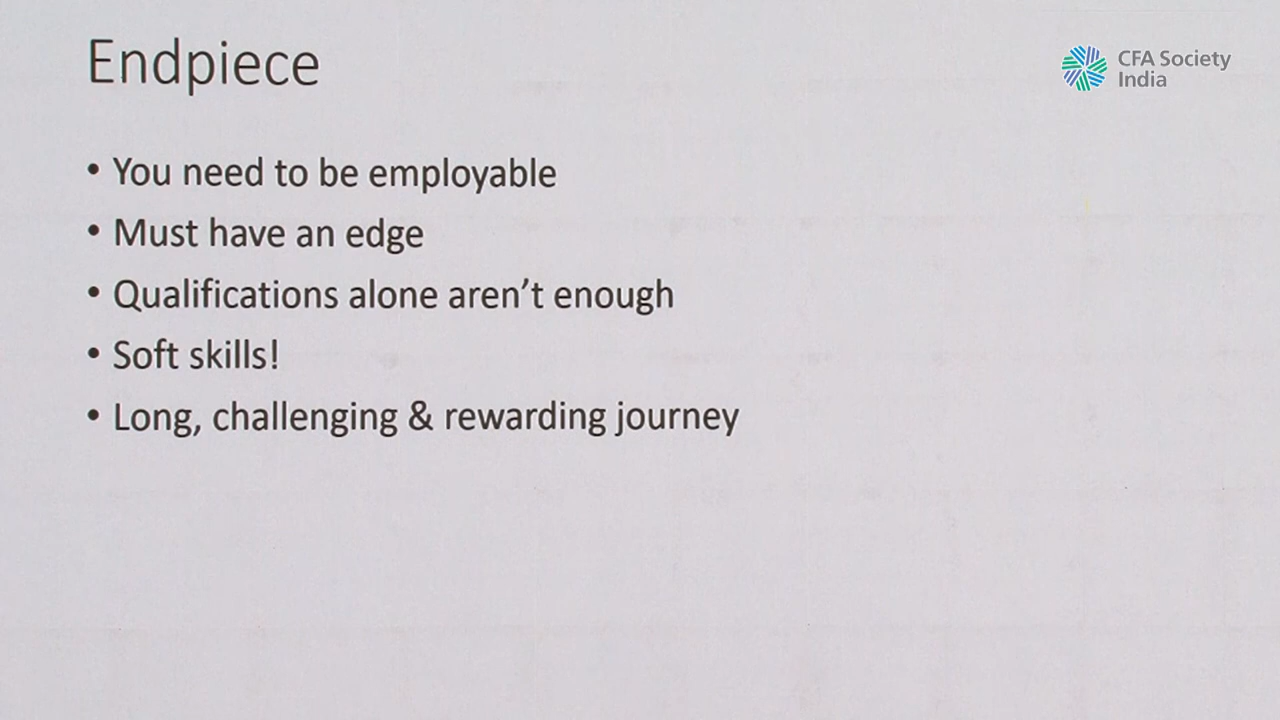 Endpiece
CFA Society
India
• You need to be employable
• Must have an edge
• Qualifications alone aren’t enough
• Soft skills!
• Long, challenging & rewarding journey